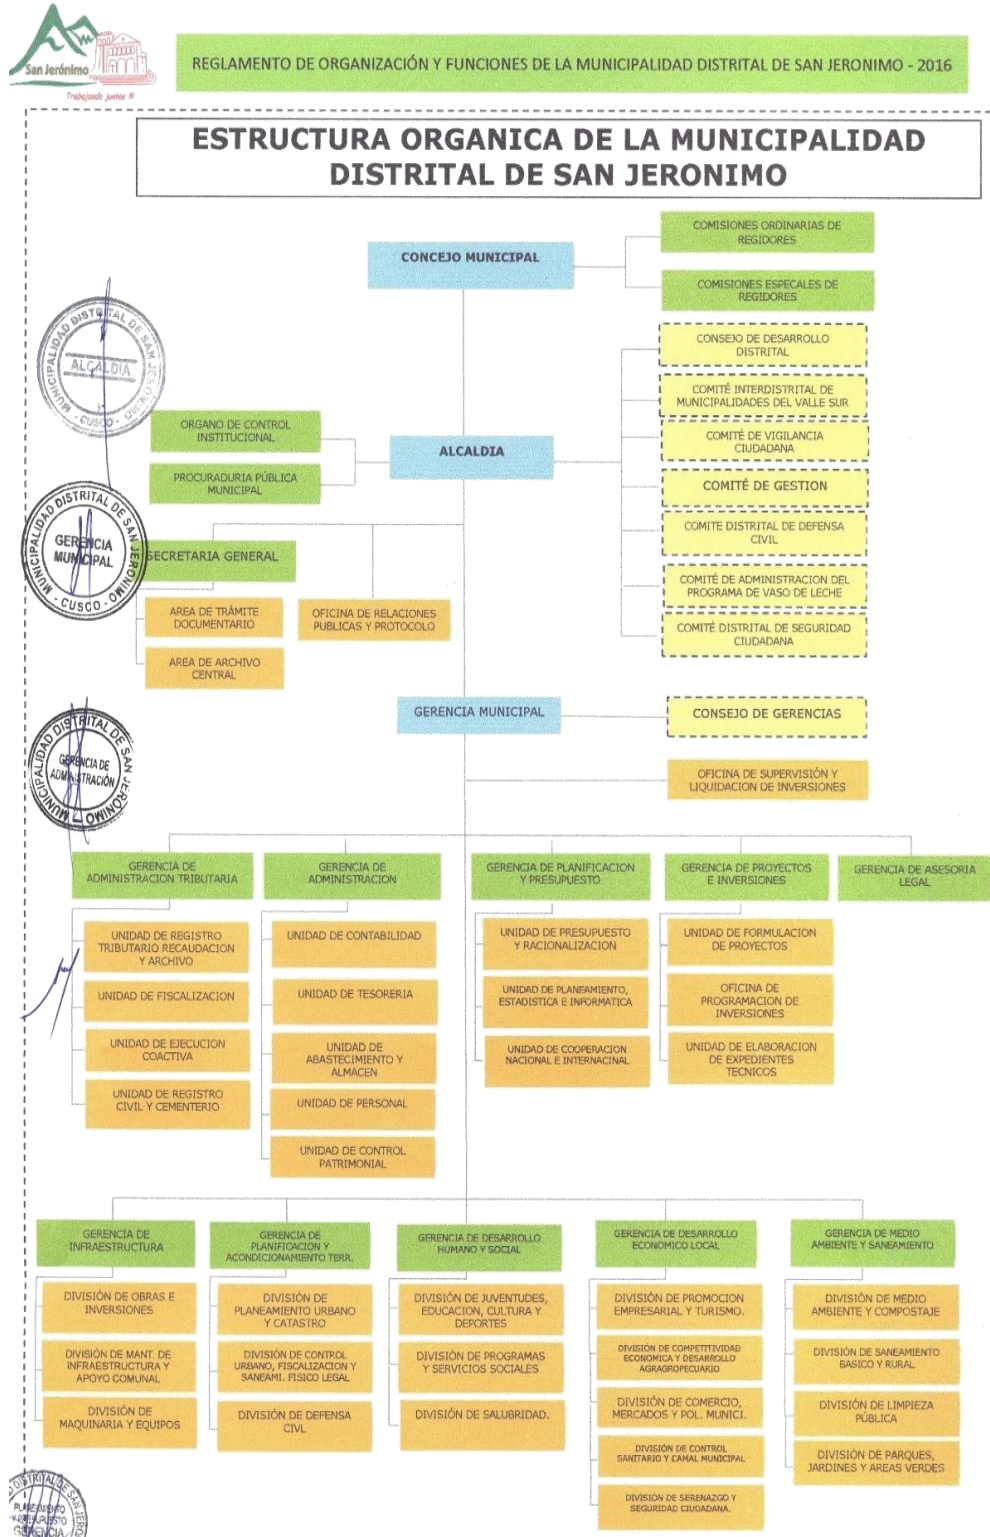 San Jerónimo
Trabajando juntos !!!
REGLAMENTO DE ORGANIZACIÓN Y FUNCIONES DE LA MUNICIPALIDAD DISTRITAL DE SAN JERONIMO - 2016
ESTRUCTURA ORGANICA DE LA MUNICIPALIDAD
DISTRITAL DE SAN JERONIMO
CONCEJO MUNICIPAL
COMISIONES ORDINARIAS DE
REGIDORES
COMISIONES ESPECALES DE
REGIDORES
MUNICIPALIDAD DISTRITAL DE SAN JERÓNIMO
ALCALDIA
- CUSCO -
CONSEJO DE DESARROLLO
DISTRITAL
COMITÉ INTERDISTRITAL DE
MUNICIPALIDADES DEL VALLE SUR
COMITÉ DE VIGILANCIA
CIUDADANA
COMITÉ DE GESTION
COMITE DISTRITAL DE DEFENSA
CIVIL
COMITÉ DE ADMINISTRACION DEL
PROGRAMA DE VASO DE LECHE
COMITÉ DISTRITAL DE SEGURIDAD
CIUDADANA
ORGANO DE CONTROL
INSTITUCIONAL
PROCURADURIA PÚBLICA
MUNICIPAL
ALCALDIA
MUNICIPALIDAD DISTRITAL DE SAN JERONIMO
GERENCIA
MUNICIPAL
- CUSCO -
SECRETARIA GENERAL
AREA DE TRÀMITE
DOCUMENTARIO
AREA DE ARCHIVO
CENTRAL
OFICINA DE RELACIONES
PUBLICAS Y PROTOCOLO
GERENCIA MUNICIPAL
CONSEJO DE GERENCIAS
OFICINA DE SUPERVISIÓN Y
LIQUIDACION DE INVERSIONES
MUNICIPALIDAD DISTRITAL DE SAN JERÓNIMO
GERENCIA DE
ADMINISTRACIÓN
GERENCIA DE
ADMINISTRACION TRIBUTARIA
UNIDAD DE REGISTRO
TRIBUTARIO RECAUDACION
Y ARCHIVO
UNIDAD DE FISCALIZACION
UNIDAD DE EJECUCION
COACTIVA
UNIDAD DE REGISTRO
CIVIL Y CEMENTERIO
GERENCIA DE
ADMINISTRACION
UNIDAD DE CONTABILIDAD
UNIDAD DE TESORERIA
UNIDAD DE
ABASTECIMIENTO Y
ALMACEN
UNIDAD DE PERSONAL
UNIDAD DE CONTROL
PATRIMONIAL
GERENCIA DE PLANIFICACION
Y PRESUPUESTO
UNIDAD DE PRESUPUESTO
Y RACIONALIZACION
UNIDAD DE PLANEAMIENTO,
ESTADISTICA E INFORMATICA
UNIDAD DE COOPERACION
NACIONAL E INTERNACINAL
GERENCIA DE PROYECTOS
E INVERSIONES
UNIDAD DE FORMULACION
DE PROYECTOS
OFICINA DE
PROGRAMACION DE
INVERSIONES
UNIDAD DE ELABORACION
DE EXPEDIENTES
TECNICOS
GERENCIA DE ASESORIA
LEGAL
GERENCIA DE
INFRAESTRUCTURA
DIVISIÓN DE OBRAS E
INVERSIONES
DIVISIÓN DE MANT. DE
INFRAESTRUCTURA Y
APOYO COMUNAL
DIVISIÓN DE
MAQUINARIA Y EQUIPOS
GERENCIA DE
PLANIFICACION Y
ACONDICIONAMIENTO TERR.
DIVISIÓN DE
PLANEAMIENTO URBANO
Y CATASTRO
DIVISIÓN DE CONTROL
URBANO, FISCALIZACION Y
SANEAMI. FISICO LEGAL
DIVISIÓN DE DEFENSA
CIVL
GERENCIA DE DESARROLLO
HUMANO Y SOCIAL
DIVISIÓN DE JUVENTUDES,
EDUCACION, CULTURA Y
DEPORTES
DIVISIÓN DE PROGRAMAS
Y SERVICIOS SOCIALES
DIVISIÓN DE SALUBRIDAD.
GERENCIA DE DESARROLLO
ECONOMICO LOCAL
DIVISIÓN DE PROMOCION
EMPRESARIAL Y TURISMO.
DIVISIÓN DE COMPETITIVIDAD
ECONOMICA Y DESARROLLO
AGRAGROPECUARIO
DIVISIÓN DE COMERCIO,
MERCADOS Y POL. MUNICI.
DIVISIÓN DE CONTROL
SANITARIO Y CAMAL MUNICIPAL
DIVISIÓN DE SERENAZGO Y
SEGURIDAD CIUDADANA.
GERENCIA DE MEDIO
AMBIENTE Y SANEAMIENTO
DIVISIÓN DE MEDIO
AMBIENTE Y COMPOSTAJE
DIVISIÓN DE SANEAMIENTO
BASICO Y RURAL
DIVISIÓN DE LIMPIEZA
PÚBLICA
DIVISIÓN DE PARQUES,
JARDINES Y AREAS VERDES
DISTRITAL DE SAN JERO
PLANEAMIENTO
Y PRESUPUESTO
GERENCIA